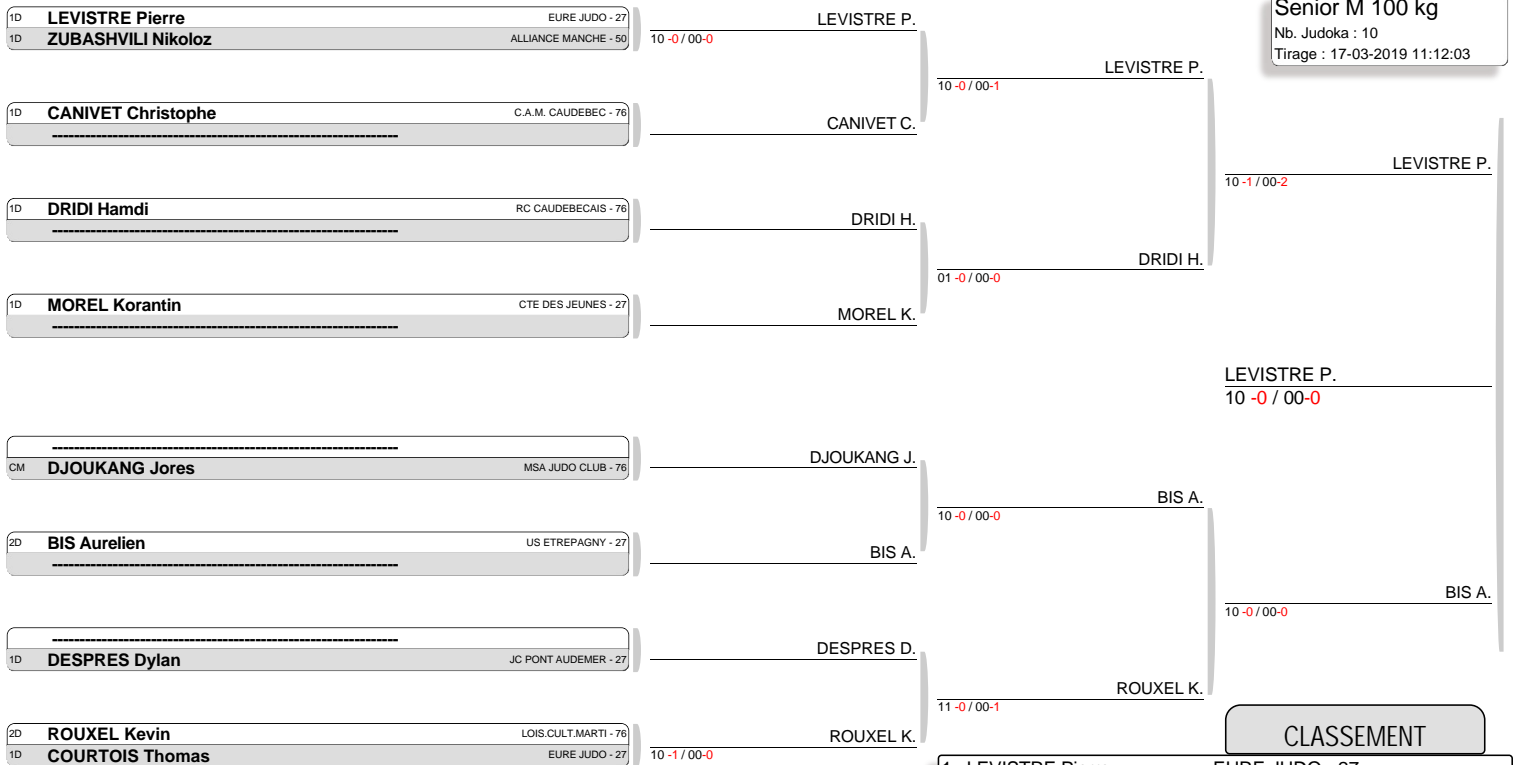 Senior M 100 kg
Nb. Judoka : 10
Tirage : 17-03-2019 11:12:03
1D LEVISTRE Pierre EURE JUDO - 27
1D ZUBASHVILI Nikoloz ALLIANCE MANCHE - 50
LEVISTRE P.
10 -0 / 00-0
LEVISTRE P.
10 -0 / 00-1
1D CANIVET Christophe C.A.M. CAUDEBEC - 76
------------------------------------------------------------------
CANIVET C.
LEVISTRE P.
10 -1 / 00-2
1D DRIDI Hamdi RC CAUDEBECAIS - 76
------------------------------------------------------------------
DRIDI H.
DRIDI H.
01 -0 / 00-0
1D MOREL Korantin CTE DES JEUNES - 27
------------------------------------------------------------------
MOREL K.
LEVISTRE P.
10 -0 / 00-0
------------------------------------------------------------------
CM DJOUKANG Jores MSA JUDO CLUB - 76
DJOUKANG J.
BIS A.
10 -0 / 00-0
2D BIS Aurelien US ETREPAGNY - 27
------------------------------------------------------------------
BIS A.
BIS A.
10 -0 / 00-0
------------------------------------------------------------------
1D DESPRES Dylan JC PONT AUDEMER - 27
DESPRES D.
ROUXEL K.
11 -0 / 00-1
2D ROUXEL Kevin LOIS.CULT.MARTI - 76
1D COURTOIS Thomas EURE JUDO - 27
ROUXEL K.
10 -1 / 00-0
CLASSEMENT
1 LEVISTRE Pierre EURE JUDO - 27